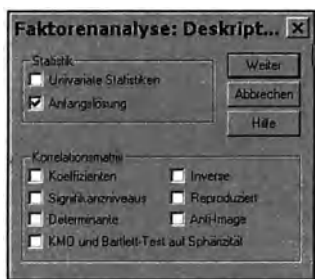 Faktorenanalyse: Deskript...
Statistik
Univariate Statistiken
Anfangslösung
Weiter
Abbrechen
Hilfe
Korrelationsmatrix
Koeffizienten
Inverse
Signifikanzniveaus
Reproduziert
Determinante
Anti-Image
KMO und Bartlett-Test auf Sphärizität